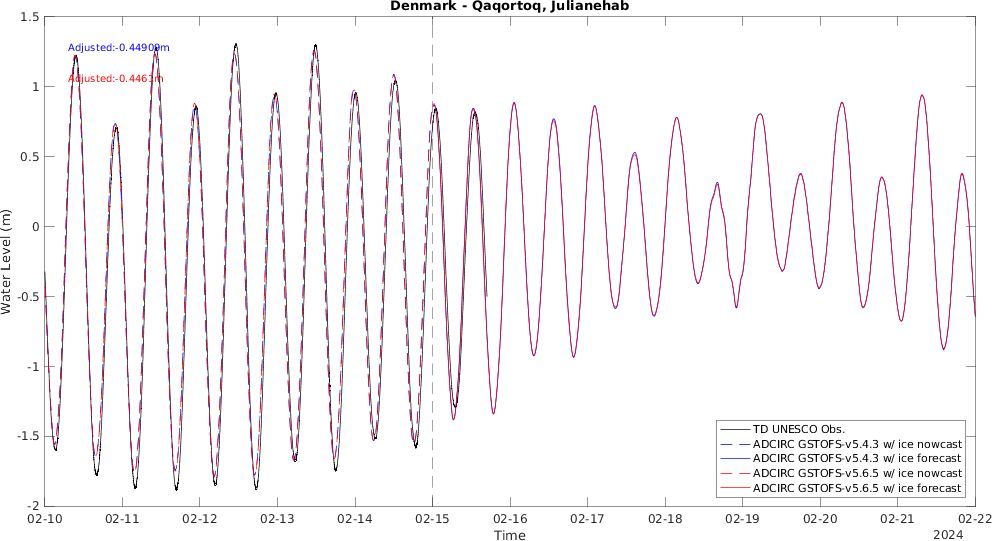 Denmark - Qaqortoq, Julianehab
1.5
1
0.5
0
-0.5
-1
-1.5
-2
Water Level (m)
Adjusted:-0.44909m
Adjusted:-0.4461m
TD UNESCO Obs.
ADCIRC GSTOFS-v5.4.3 w/ ice nowcast
ADCIRC GSTOFS-v5.4.3 w/ ice forecast
ADCIRC GSTOFS-v5.6.5 w/ ice nowcast
ADCIRC GSTOFS-v5.6.5 w/ ice forecast
02-10 02-11 02-12 02-13 02-14 02-15 02-16 02-17 02-18 02-19 02-20 02-21 02-22
Time
2024